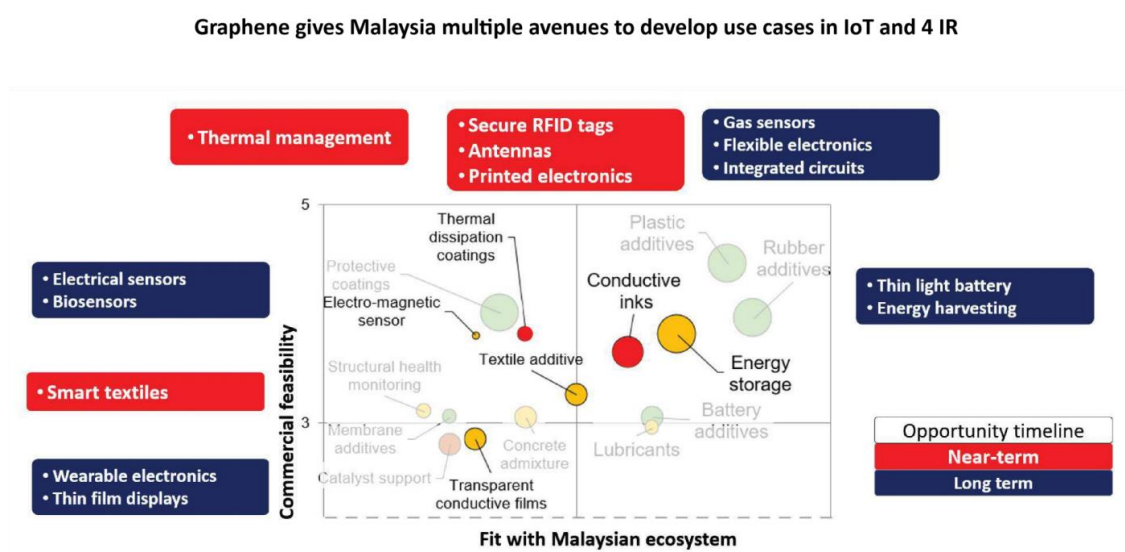 Graphene gives Malaysia multiple avenues to develop use cases in IoT and 4 IR
• Thermal management
• Secure RFID tags
• Antennas
• Printed electronics
• Gas sensors
• Flexible electronics
• Integrated circuits
• Electrical sensors
• Biosensors
• Smart textiles
• Wearable electronics
• Thin film displays
• Thin light battery
• Energy harvesting
Commercial feasibility
5
3
Thermal
dissipation
coatings
Protective
coatings
Electro-magnetic
sensor
Plastic
additives
Rubber
additives
Conductive
inks
Textile additive
Energy
storage
Structural health
monitoring
Membrane
additives
Catalyst support
Transparent
conductive films
Concrete
admixture
Battery
additives
Lubricants
Fit with Malaysian ecosystem
Opportunity timeline
Near-term
Long term